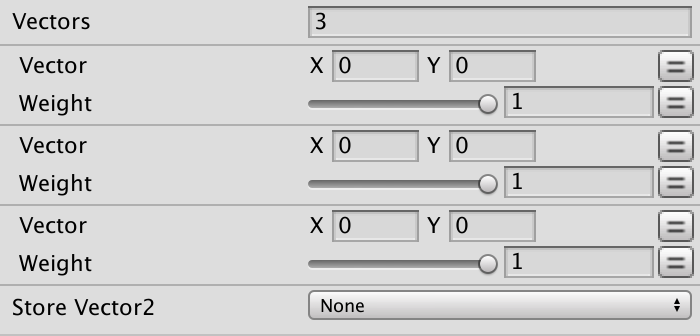 Vectors 3
Vector X 0 Y 0
Weight 1
Vector X 0 Y 0
Weight 1
Vector X 0 Y 0
Weight 1
Store Vector2 None